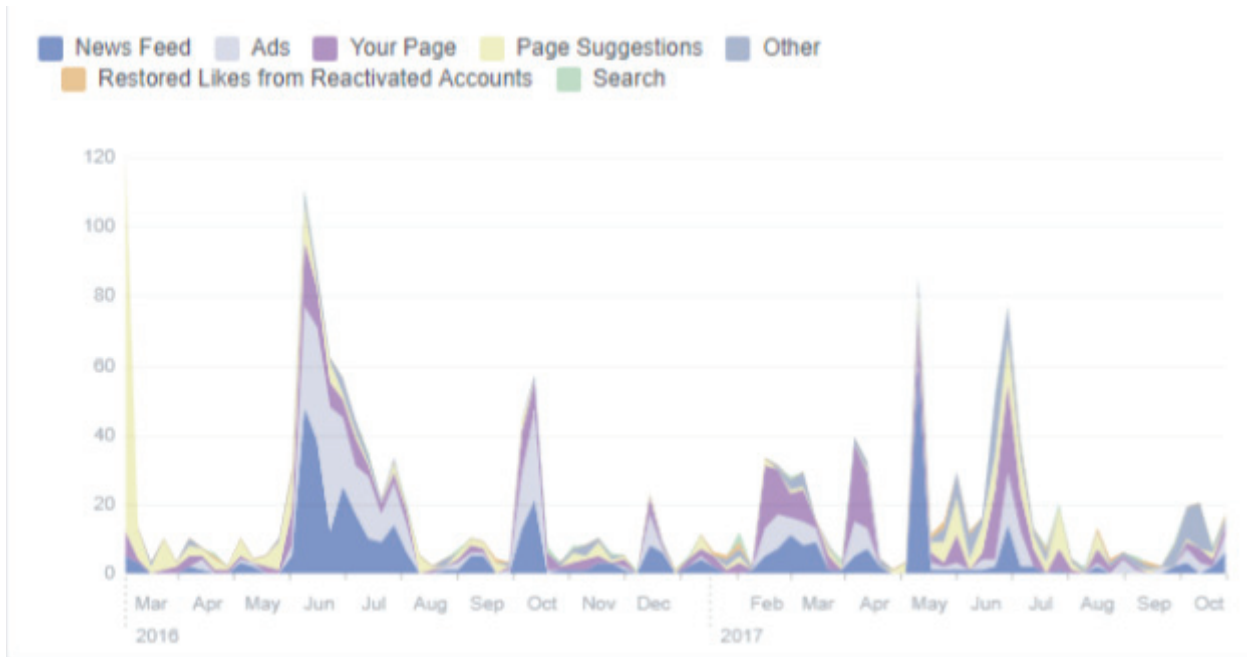 News Feed Ads Your Page Page Suggestions Other
Restored Likes from Reactivated Accounts Search
120
100
80
60
40
20
0
Mar Apr May Jun Jul Aug Sep Oct Nov Dec Feb Mar Apr May Jun Jul Aug Sep Oct
2016 2017